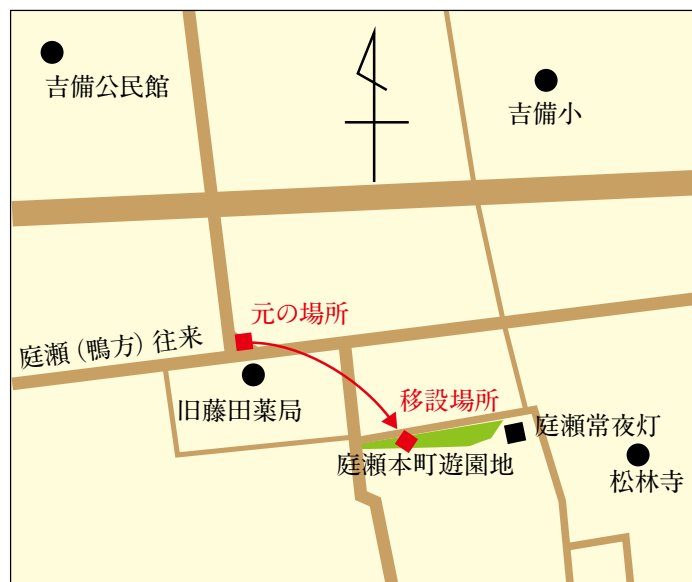 吉備公民館
吉備小
元の場所
庭瀬（鴨方）往来
旧藤田薬局
移設場所
庭瀬常夜灯
庭瀬本町遊園地
松林寺